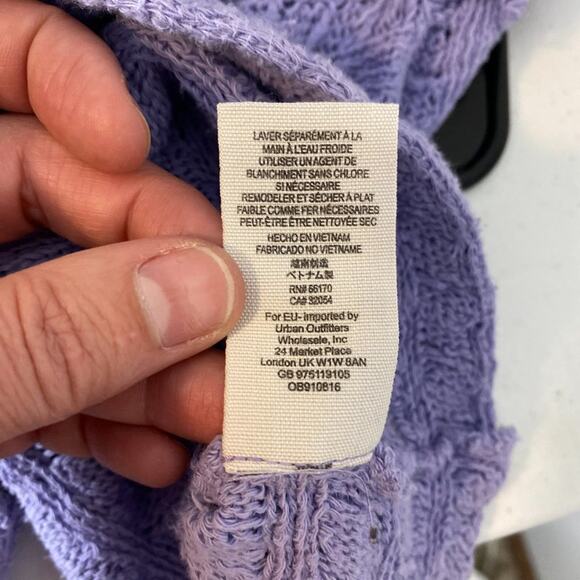 LAVER SÉPARÉMENT À LA
MAIN À L'EAU FROIDE
UTILISER UN AGENT DE
BLANCHIMENT SANS CHLORE
SI NÉCESSAIRE
REMODELER ET SÉCHER À PLAT
FAIBLE COMME FER NÉCESSAIRES
PEUT-ÊTRE ÊTRE NETTOYÉE SEC
HECHO EN VIETNAM
FABRICADO NO VIETNAME
越南制造
ベトナム製
RN# 66170
CA# 32054
For EU- imported by
Urban Outfitters
Wholesale, Inc
24 Market Place
London UK W1W 8AN
GB 975119105
OB910816